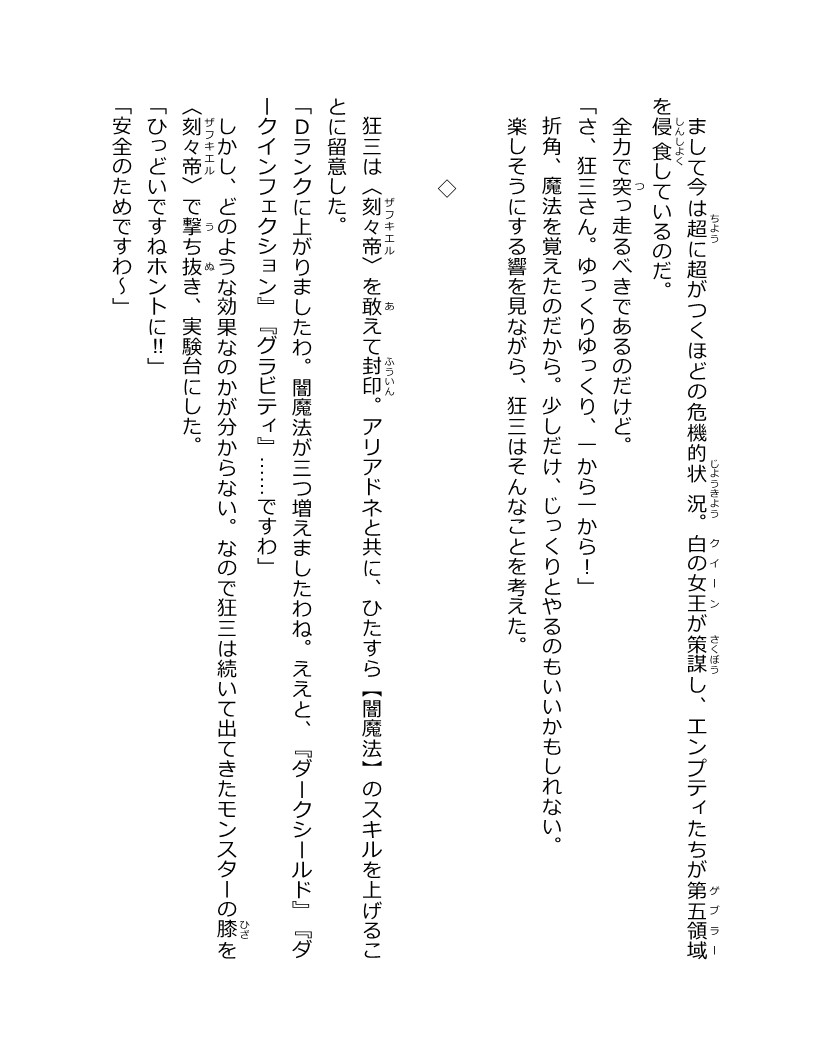 まして今は超に超がつくほどの危機的状況。白の女王が策謀し、エンプティたちが第五領域
を侵食しているのだ。
全力で突っ走るべきであるのだけど。
「さ、狂三さん。ゆっくりゆっくり、一から一から！」
折角、魔法を覚えたのだから。少しだけ、じっくりとやるのもいいかもしれない。
楽しそうにする響を見ながら、狂三はそんなことを考えた。
◇
狂三は〈刻々帝〉を敢えて封印。アリアドネと共に、ひたすら【闇魔法】のスキルを上げるこ
とに留意した。
「Ｄランクに上がりましたわ。闇魔法が三つ増えましたわね。ええと、『ダークシールド』『ダ
ークインフェクション』『グラビティ』……ですわ」
しかし、どのような効果なのかが分からない。なので狂三は続いて出てきたモンスターの膝を
〈刻々帝〉で撃ち抜き、実験台にした。
「ひっどいですねホントに‼」
「安全のためですわ～」